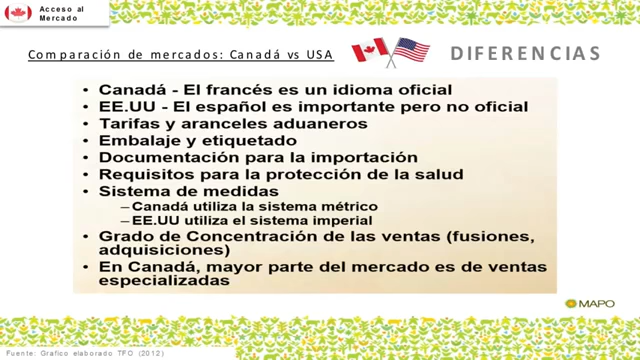 Acceso al
Mercado
Comparación de mercados: Canadá vs USA
DIFERENCIAS
• Canadá - El francés es un idioma oficial
• EE.UU - El español es importante pero no oficial
• Tarifas y aranceles aduaneros
• Embalaje y etiquetado
• Documentación para la importación
• Requisitos para la protección de la salud
• Sistema de medidas
–Canadá utiliza la sistema métrico
–EE.UU utiliza el sistema imperial
• Grado de Concentración de las ventas (fusiones,
adquisiciones)
• En Canadá, mayor parte del mercado es de ventas
especializadas
MAPO
Fuente: Grafico elaborado TFO (2012)